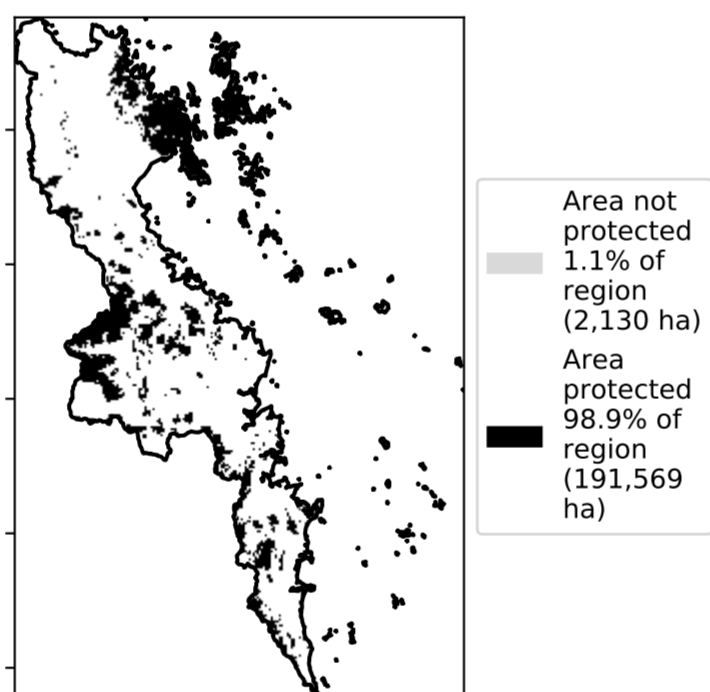 Area not
protected
1.1% of
region
(2,130 ha)
Area
protected
98.9% of
region
(191,569
ha)